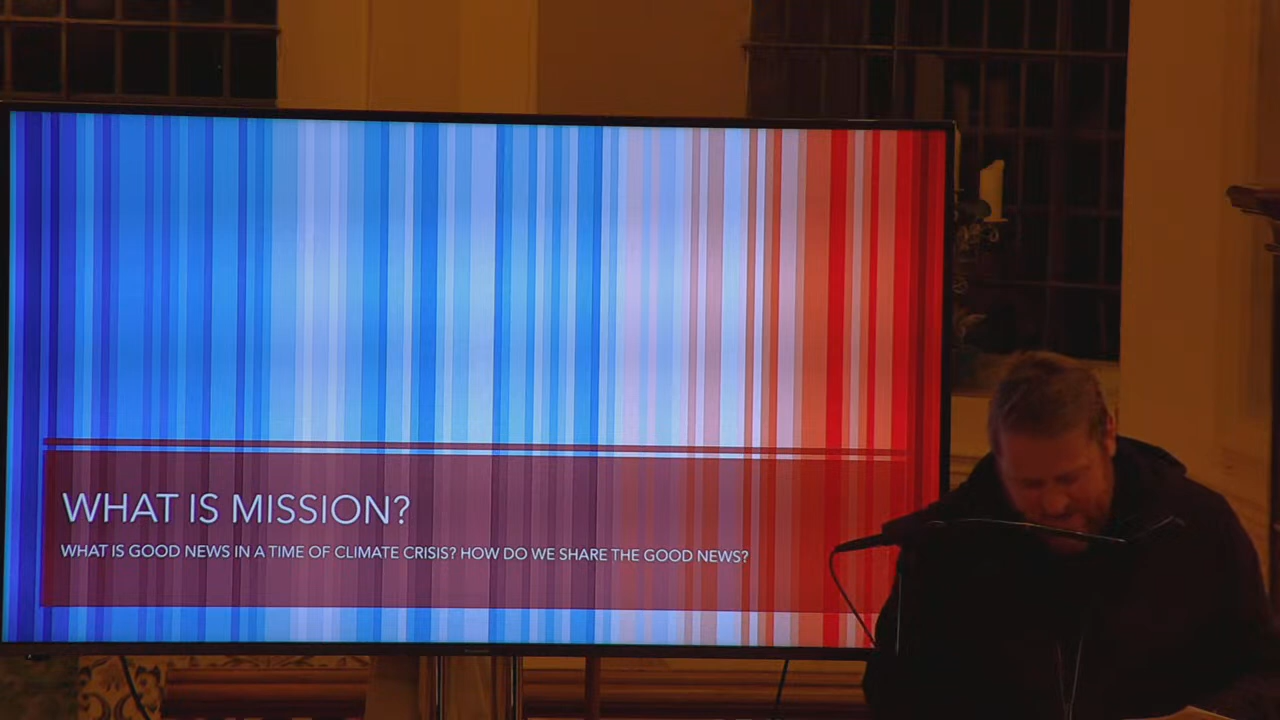 WHAT IS MISSION?
WHAT IS GOOD NEWS IN A TIME OF CLIMATE CRISIS? HOW DO WE SHARE THE GOOD NEWS?